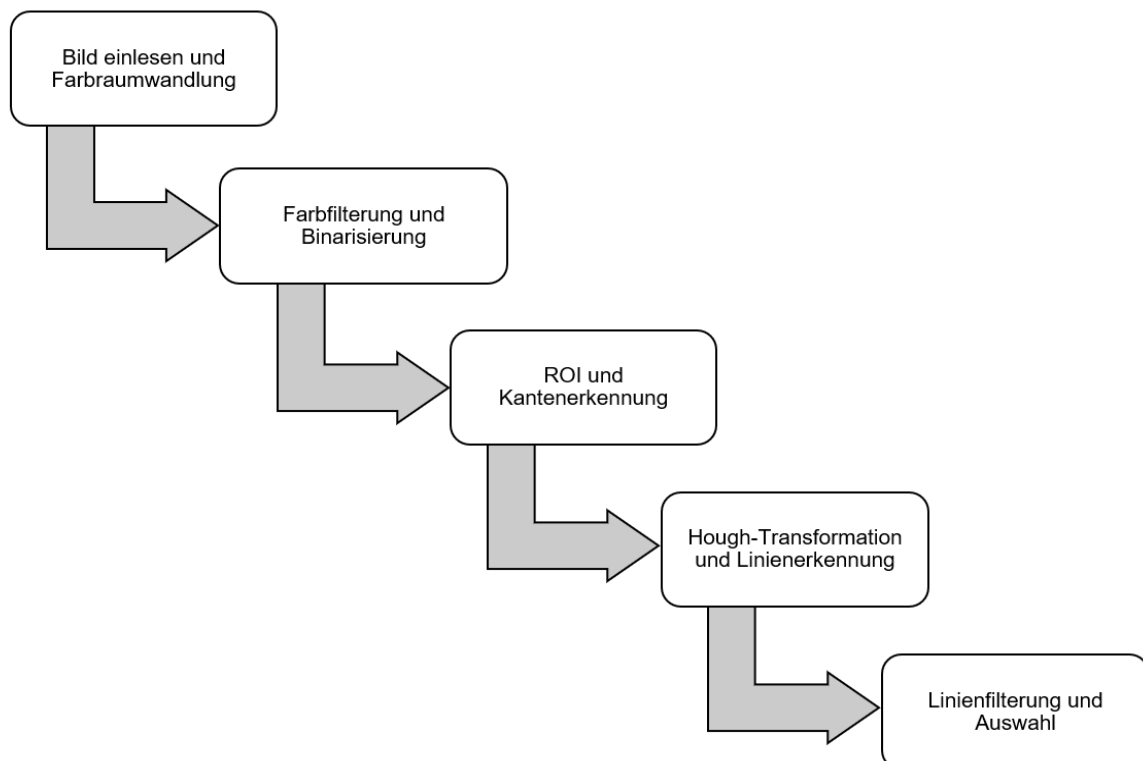 Bild einlesen und
Farbraumwandlung
Farbfilterung und
Binarisierung
ROI und
Kantenerkennung
Hough-Transformation
und Linienerkennung
Linienfilterung und
Auswahl